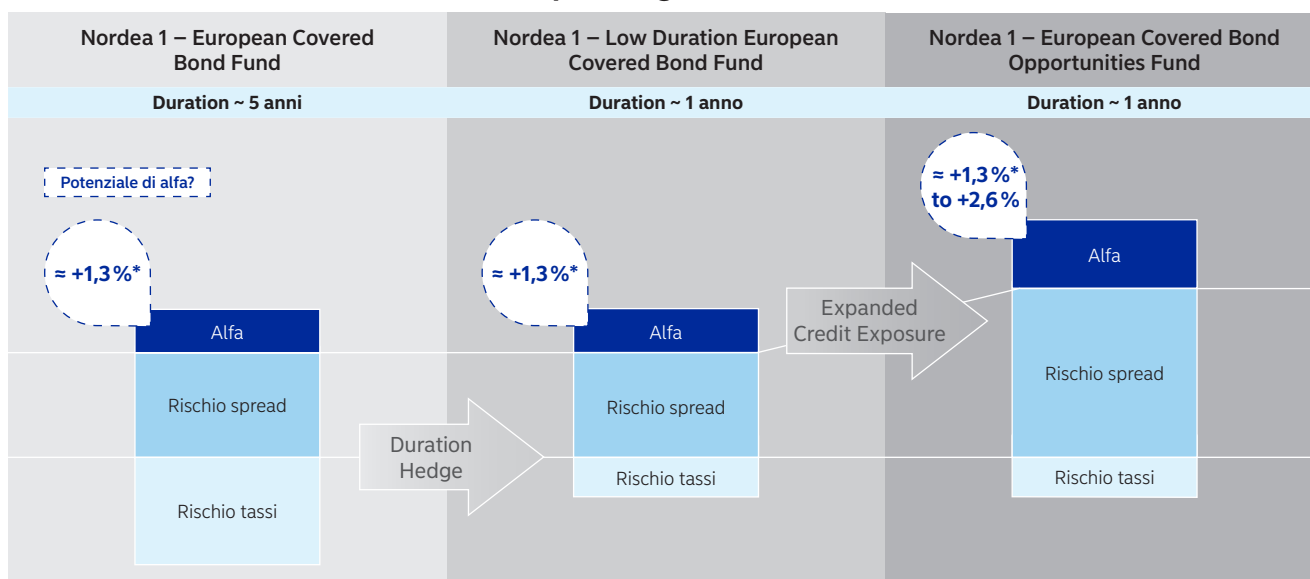 Nordea 1 – European Covered
Bond Fund
Nordea 1 – Low Duration European
Covered Bond Fund
Nordea 1 – European Covered Bond
Opportunities Fund
Duration ~ 5 anni
Duration ~ 1 anno
Duration ~ 1 anno
Potenziale di alfa?
≈ +1,3 %*
Alfa
Rischio spread
Rischio tassi
Duration
Hedge
≈ +1,3 %*
Alfa
Rischio spread
Rischio tassi
Expanded
Credit Exposure
≈ +1,3 %*
to +2,6 %
Alfa
Rischio spread
Rischio tassi